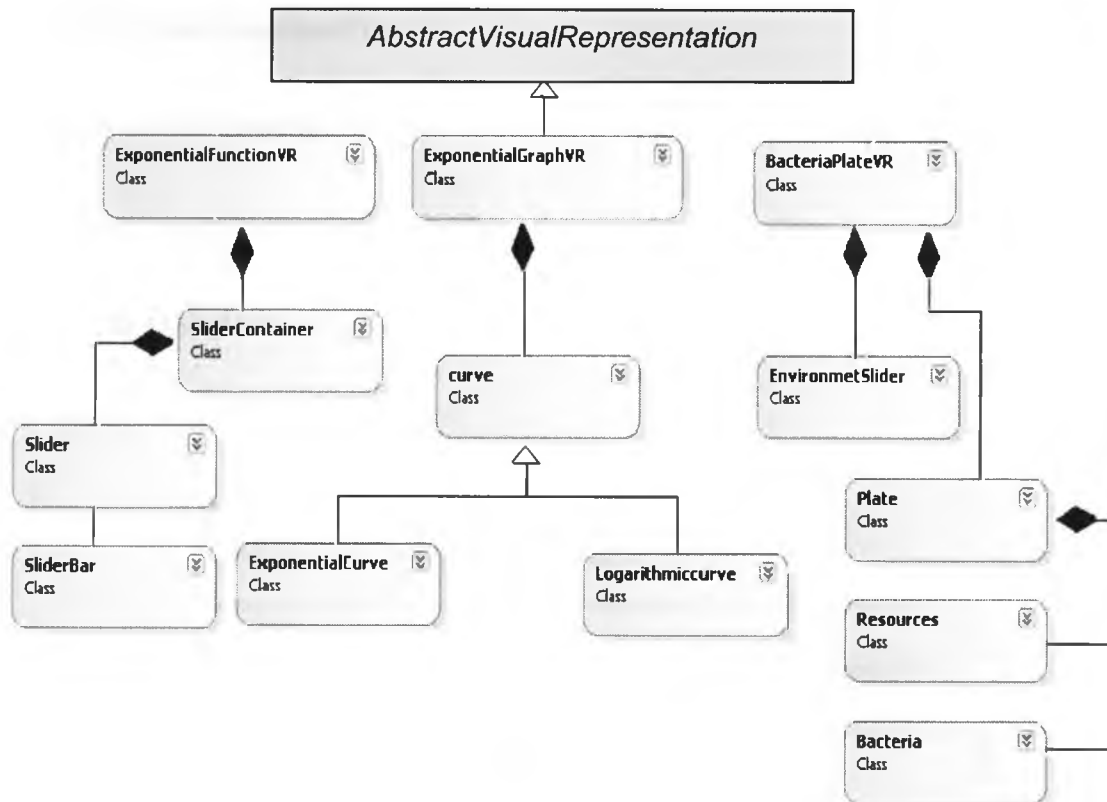 AbstractVisualRepresentation
ExponentialFunctionVR
Class
ExponentialGraphVR
Class
BacteriaPlateVR
Class
SliderContainer
Class
curve
Class
EnvironmetSlider
Class
Slider
Class
Plate
Class
SliderBar
Class
ExponentialCurve
Class
Logarithmiccurve
Class
Resources
Class
Bacteria
Class